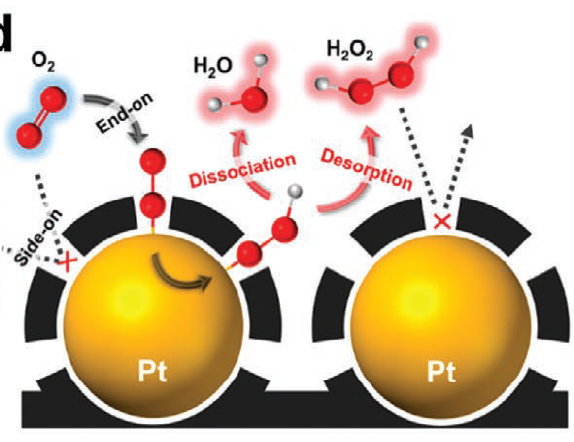 d
O₂
End-on
H₂O
H₂O₂
Dissociation
Desorption
Side-on
Pt
Pt